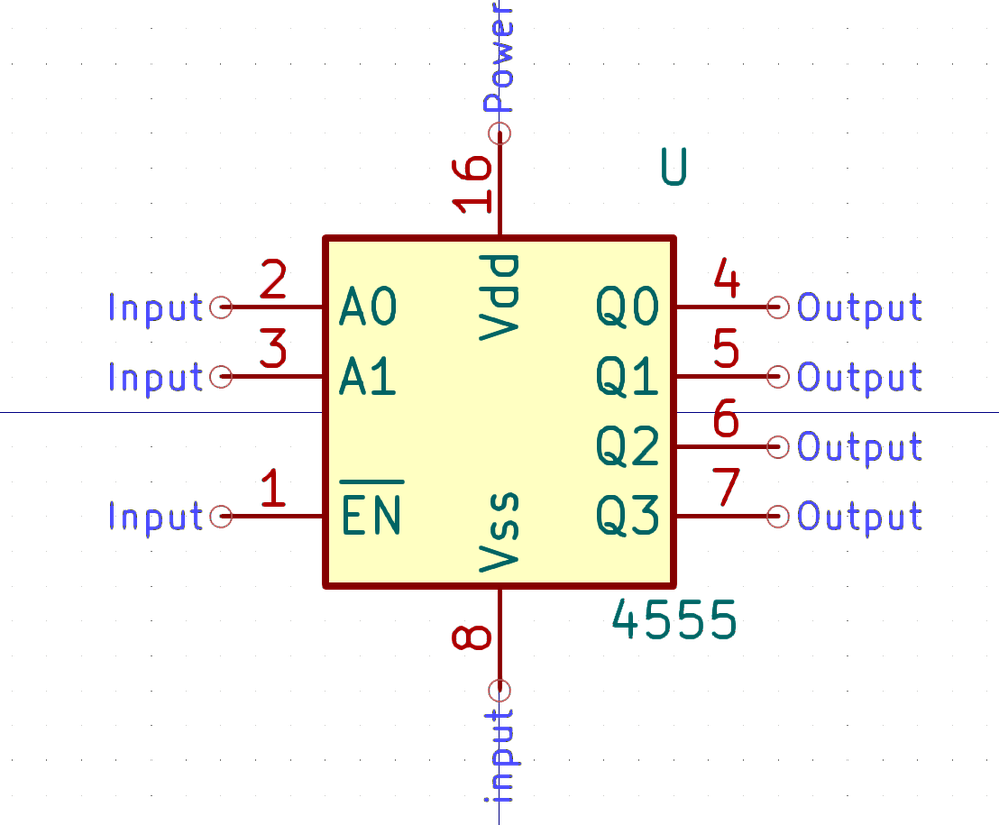 Power
16
U
Vdd
Input 2 A0 Q0 4 Output
Input 3 A1 Q1 5 Output
Q2 6 Output
Input 1 EN Q3 7 Output
Vss
4555
8
input